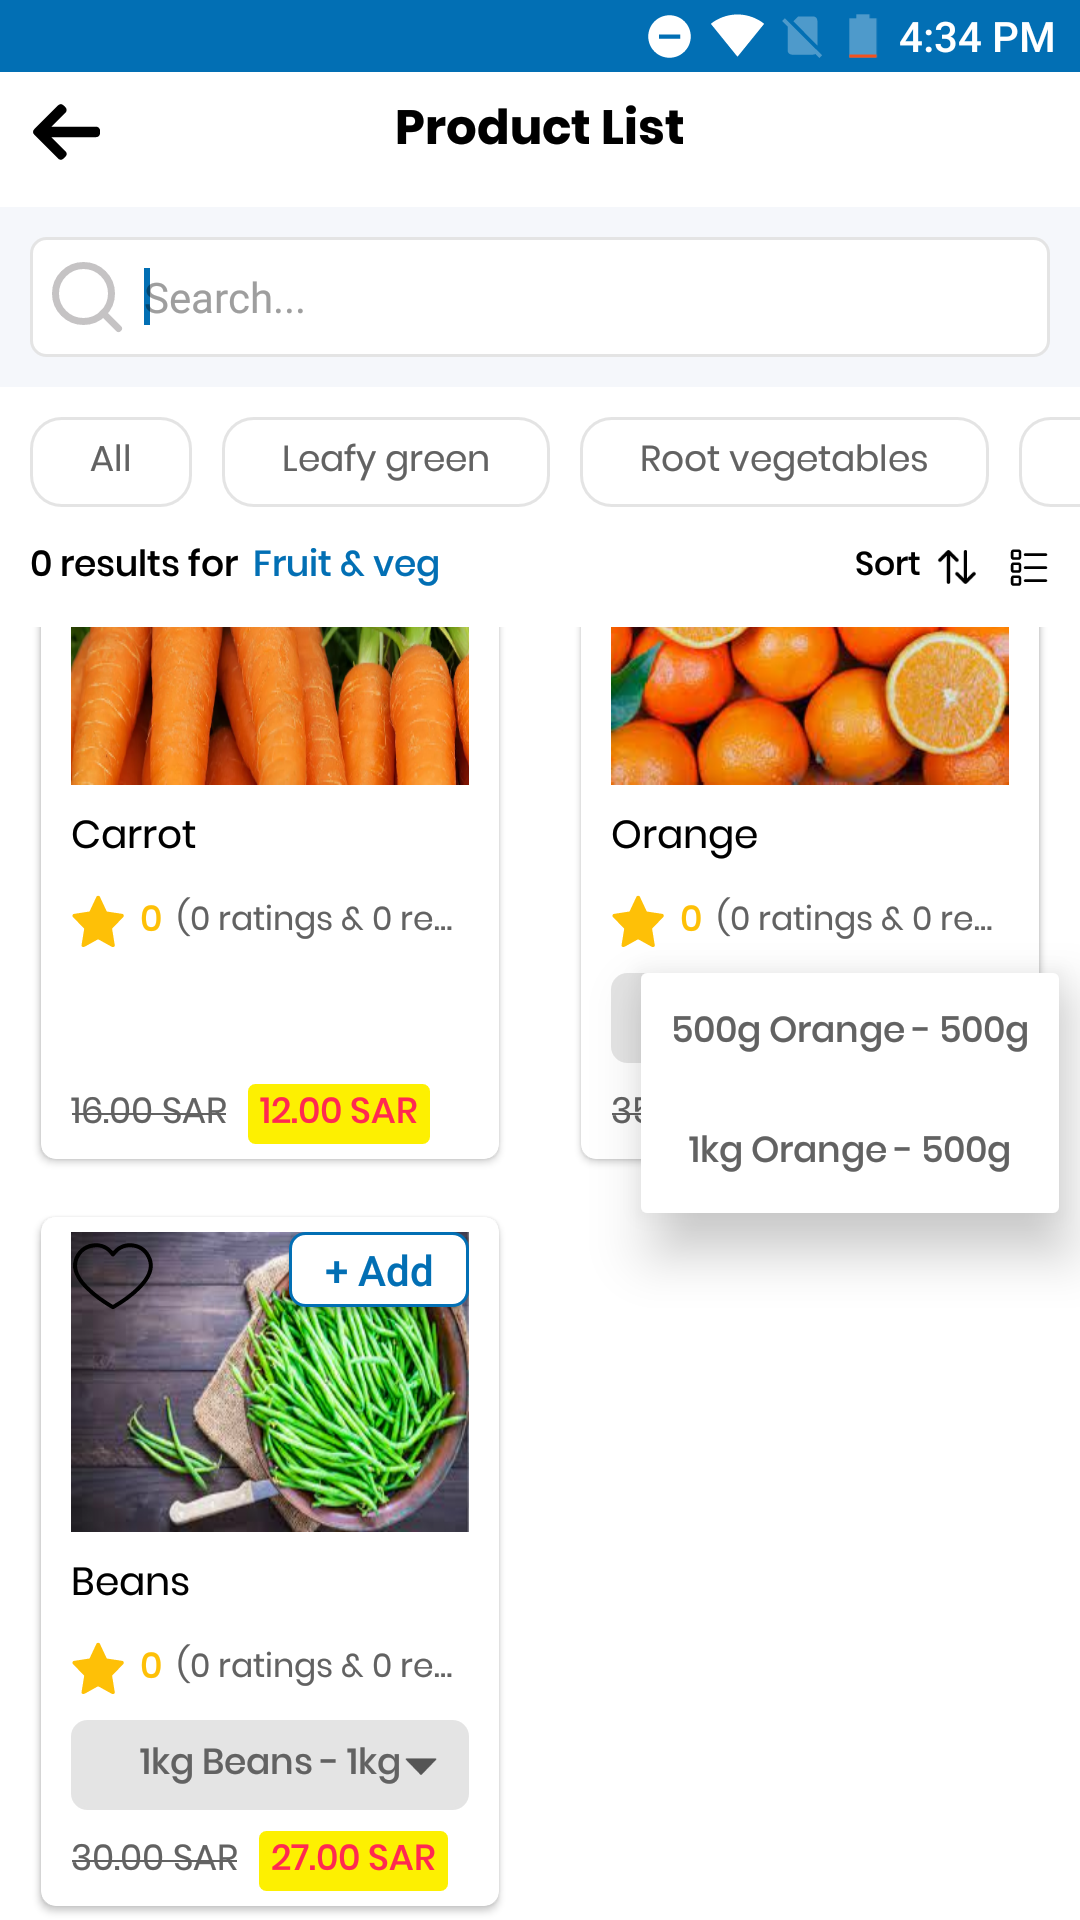 4:34 PM
Product List
Search...
All
Leafy green
Root vegetables
0 results for Fruit & veg
Sort
Carrot
0 (0 ratings & 0 re...
16.00 SAR 12.00 SAR
Orange
0 (0 ratings & 0 re...
500g Orange - 500g
1kg Orange - 500g
35
+ Add
Beans
0 (0 ratings & 0 re...
1kg Beans - 1kg
30.00 SAR 27.00 SAR